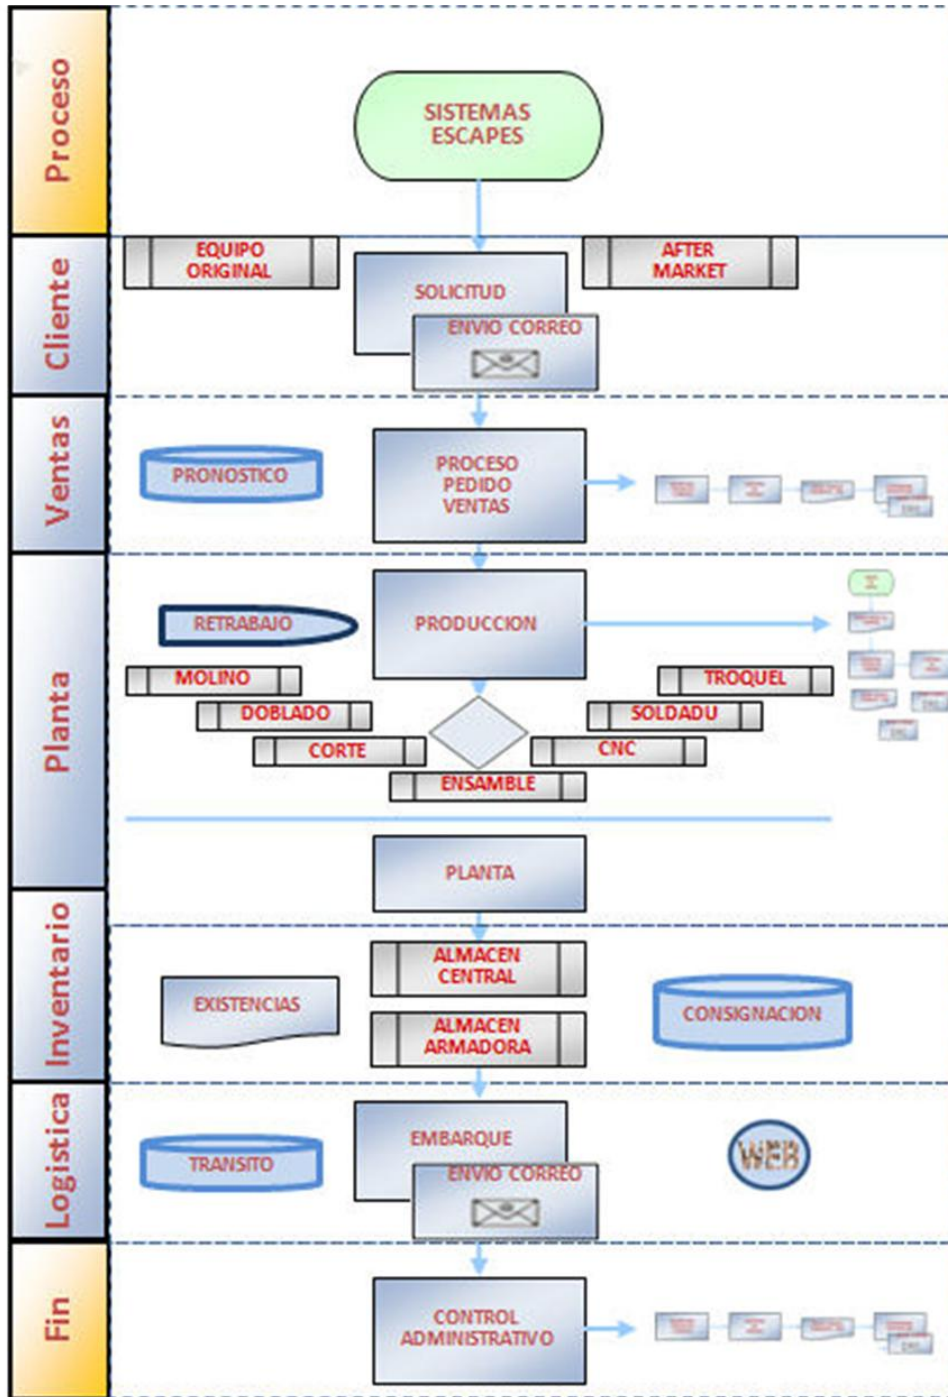 Proceso
SISTEMAS
ESCAPES
Cliente
EQUIPO
ORIGINAL
SOLICITUD
ENVIO CORREO
AFTER
MARKET
Ventas
PRONOSTICO
PROCESO
PEDIDO
VENTAS
Planta
RETRABAJO
PRODUCCION
MOLINO
TROQUEL
DOBLADO
SOLDADU
CORTE
CNC
ENSAMBLE
PLANTA
Inventario
ALMACEN
CENTRAL
EXISTENCIAS
CONSIGNACION
ALMACEN
ARMADORA
Logistica
TRANSITO
EMBARQUE
ENVIO CORREO
WEB
Fin
CONTROL
ADMINISTRATIVO